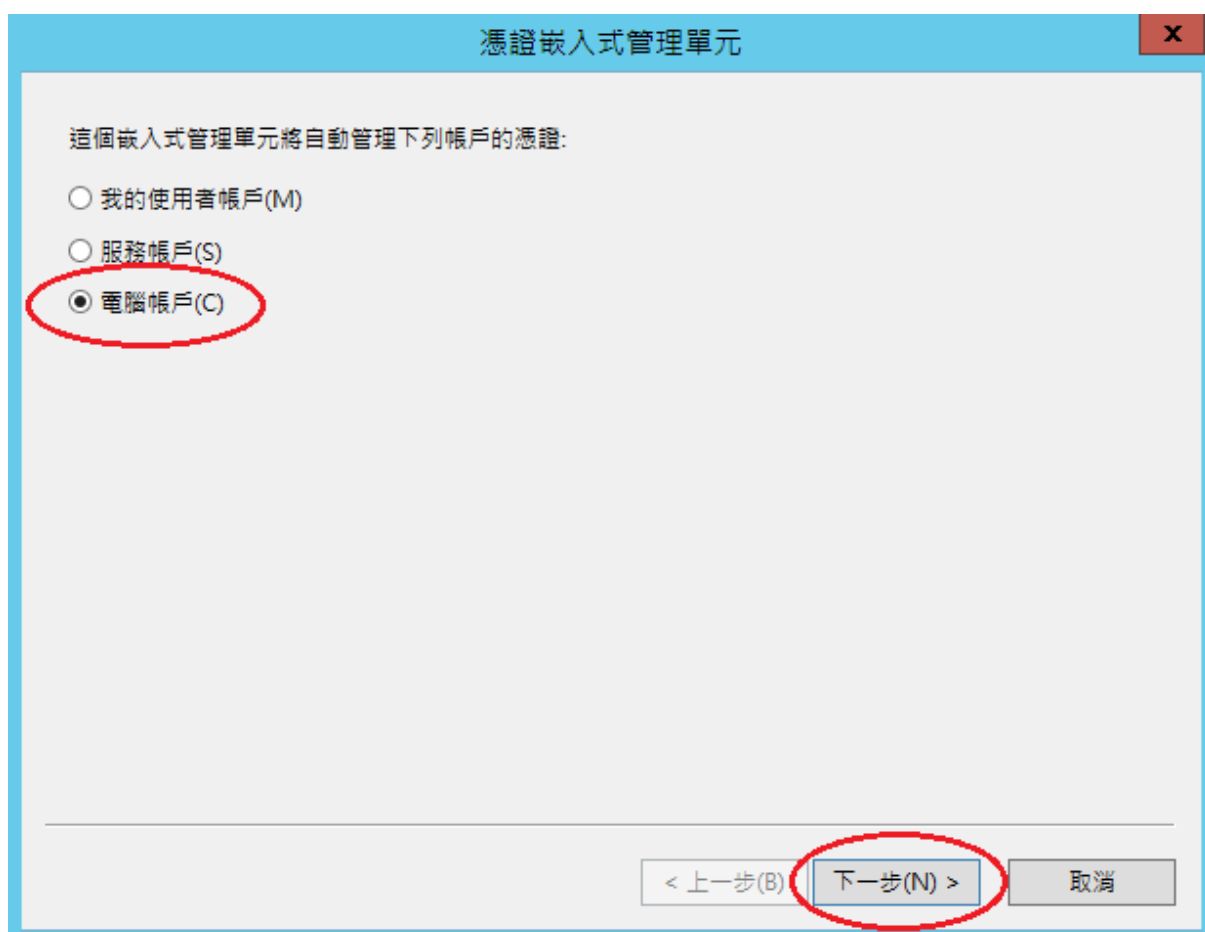 憑證嵌入式管理單元
x
這個嵌入式管理單元將自動管理下列帳戶的憑證:
我的使用者帳戶(M)
服務帳戶(S)
電腦帳戶(C)
< 上一步(B) 下一步(N) > 取消